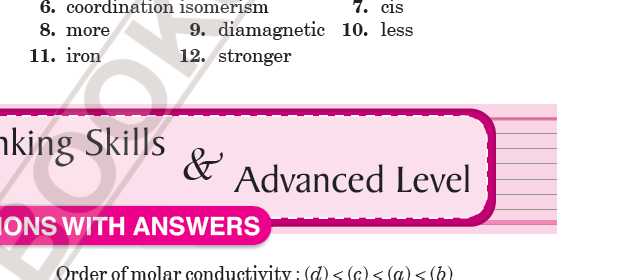 6. coordination isomerism 7. cis
8. more 9. diamagnetic 10. less
11. iron 12. stronger
nking Skills & Advanced Level
IONS WITH ANSWERS
Order of molar conductivity : (d) < (c) < (a) < (b)
BOOK